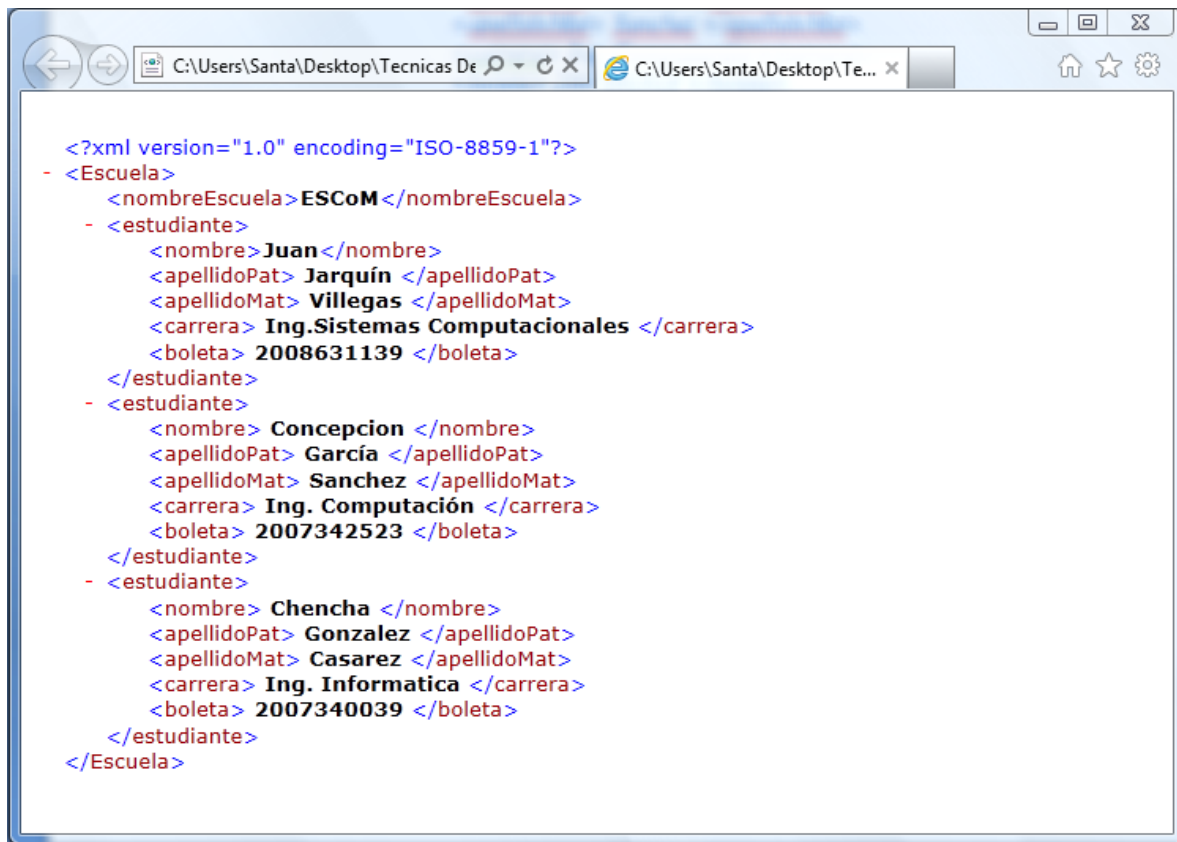 C:\Users\Santa\Desktop\Tecnicas De
C:\Users\Santa\Desktop\Te...
<?xml version="1.0" encoding="ISO-8859-1"?>
- <Escuela>
<nombreEscuela>ESCoM</nombreEscuela>
- <estudiante>
<nombre>Juan</nombre>
<apellidoPat> Jarquín </apellidoPat>
<apellidoMat> Villegas </apellidoMat>
<carrera> Ing.Sistemas Computacionales </carrera>
<boleta> 2008631139 </boleta>
</estudiante>
- <estudiante>
<nombre> Concepcion </nombre>
<apellidoPat> García </apellidoPat>
<apellidoMat> Sanchez </apellidoMat>
<carrera> Ing. Computación </carrera>
<boleta> 2007342523 </boleta>
</estudiante>
- <estudiante>
<nombre> Chencha </nombre>
<apellidoPat> Gonzalez </apellidoPat>
<apellidoMat> Casarez </apellidoMat>
<carrera> Ing. Informatica </carrera>
<boleta> 2007340039 </boleta>
</estudiante>
</Escuela>